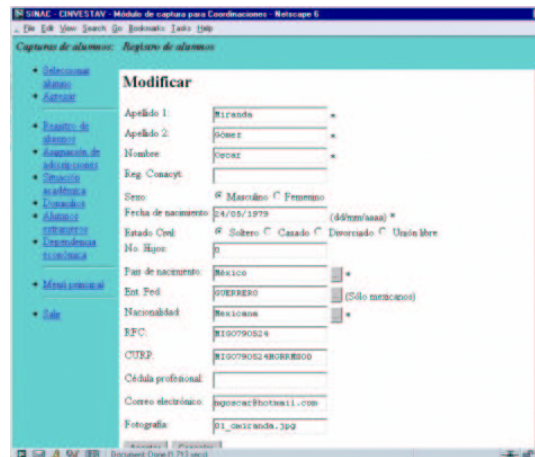 SINAC - CINVESTAV - Módulo de captura para Coordinaciones - Netscape 6
File Edit View Search Go Bookmarks Tasks Help
Capturas de alumnos: Registro de alumnos
Seleccionar alumno
Agregar
Registro de alumnos
Asignación de adscripciones
Situación académica
Domicilios
Alumnos extranjeros
Dependencia económica
Menú principal
Salir
Modificar
Apellido 1: Miranda *
Apellido 2: Gómez *
Nombre: Oscar *
Reg. Conacyt:
Sexo: Masculino Femenino
Fecha de nacimiento 24/05/1979 (dd/mm/aaaa) *
Estado Civil: Soltero Casado Divorciado Unión libre
No. Hijos: 0
País de nacimiento: México *
Ent. Fed. GUERRERO (Sólo mexicanos)
Nacionalidad: Mexicana *
RFC: MIGO790524
CURP:
Cédula profesional:
Correo electrónico: mgoscar@hotmail.com
Fotografía: 01_omiranda.jpg
Aceptar Cancelar
Document: Done (1.713 secs)